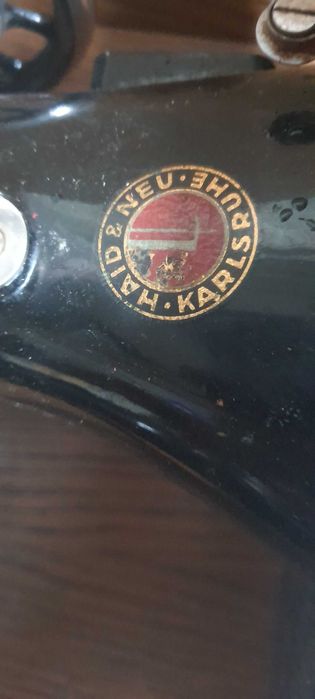 HAID & NEU · KARLSRUHE ·
L